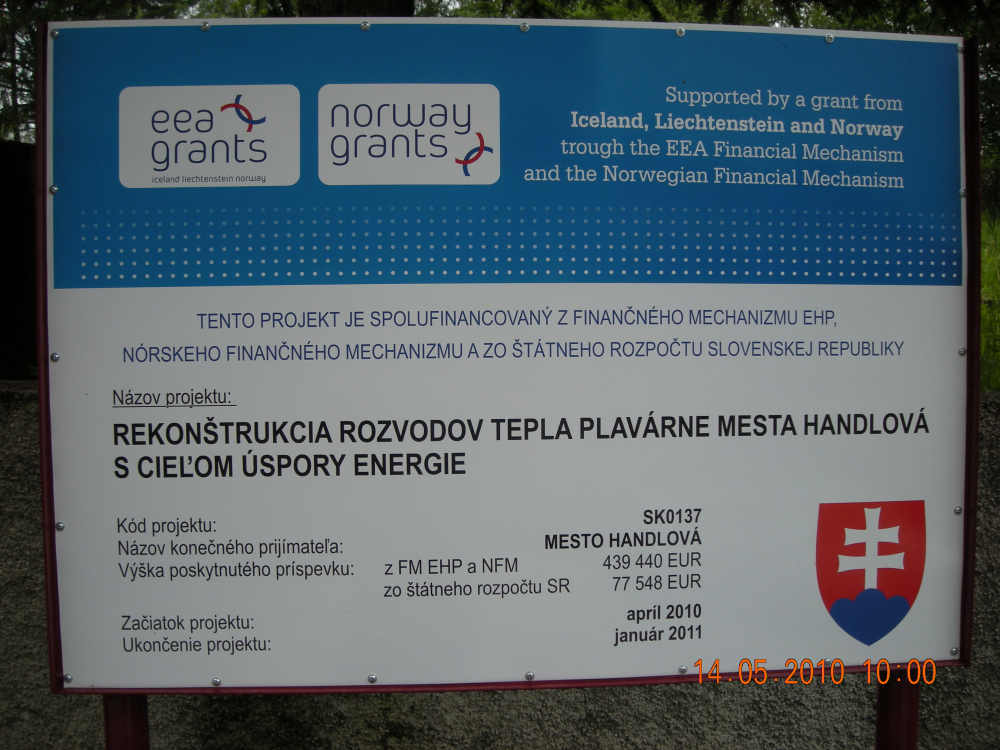 eea
grants
iceland liechtenstein norway
norway
grants
Supported by a grant from
Iceland, Liechtenstein and Norway
trough the EEA Financial Mechanism
and the Norwegian Financial Mechanism
TENTO PROJEKT JE SPOLUFINANCOVANÝ Z FINANČNÉHO MECHANIZMU EHP,
NÓRSKEHO FINANČNÉHO MECHANIZMU A ZO ŠTÁTNEHO ROZPOČTU SLOVENSKEJ REPUBLIKY
Názov projektu:
REKONŠTRUKCIA ROZVODOV TEPLA PLAVÁRNE MESTA HANDLOVÁ
S CIEĽOM ÚSPORY ENERGIE
Kód projektu: SK0137
Názov konečného prijímateľa: MESTO HANDLOVÁ
Výška poskytnutého príspevku: z FM EHP a NFM 439 440 EUR
zo štátneho rozpočtu SR 77 548 EUR
Začiatok projektu: apríl 2010
Ukončenie projektu: január 2011
14.05.2010 10:00